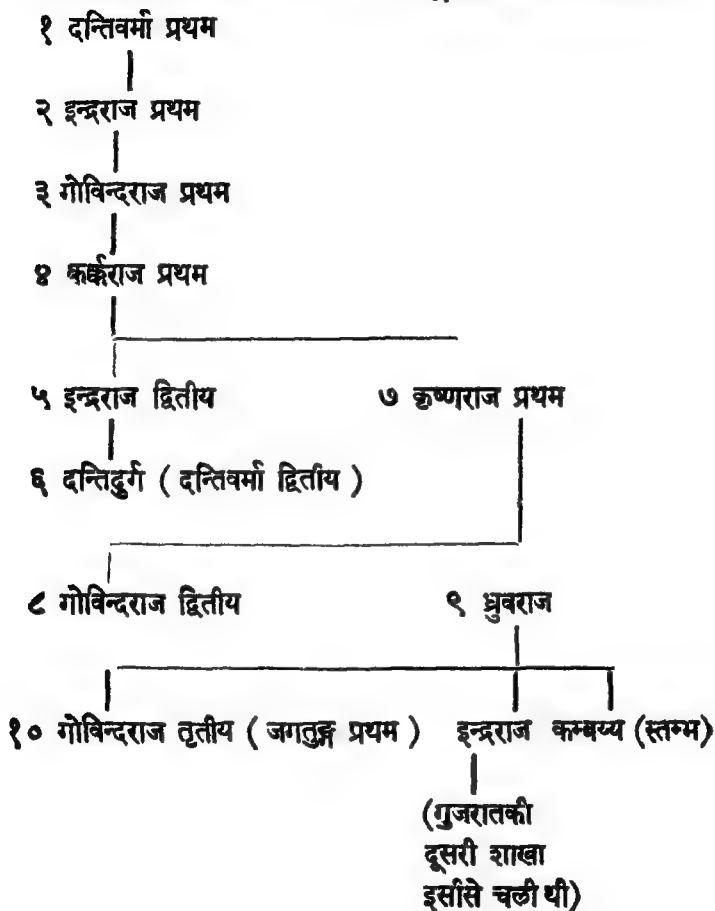 १ दन्तिवर्मा प्रथम
२ इन्द्रराज प्रथम
३ गोविन्दराज प्रथम
४ कर्क्कराज प्रथम
५ इन्द्रराज द्वितीय ७ कृष्णराज प्रथम
६ दन्तिदुर्ग ( दन्तिवर्मा द्वितीय )
८ गोविन्दराज द्वितीय ९ ध्रुवराज
१० गोविन्दराज तृतीय ( जगत्तुङ्ग प्रथम ) इन्द्रराज कम्बय्य (स्तम्भ)
(गुजरातकी
दूसरी शाखा
इसीसे चली थी)